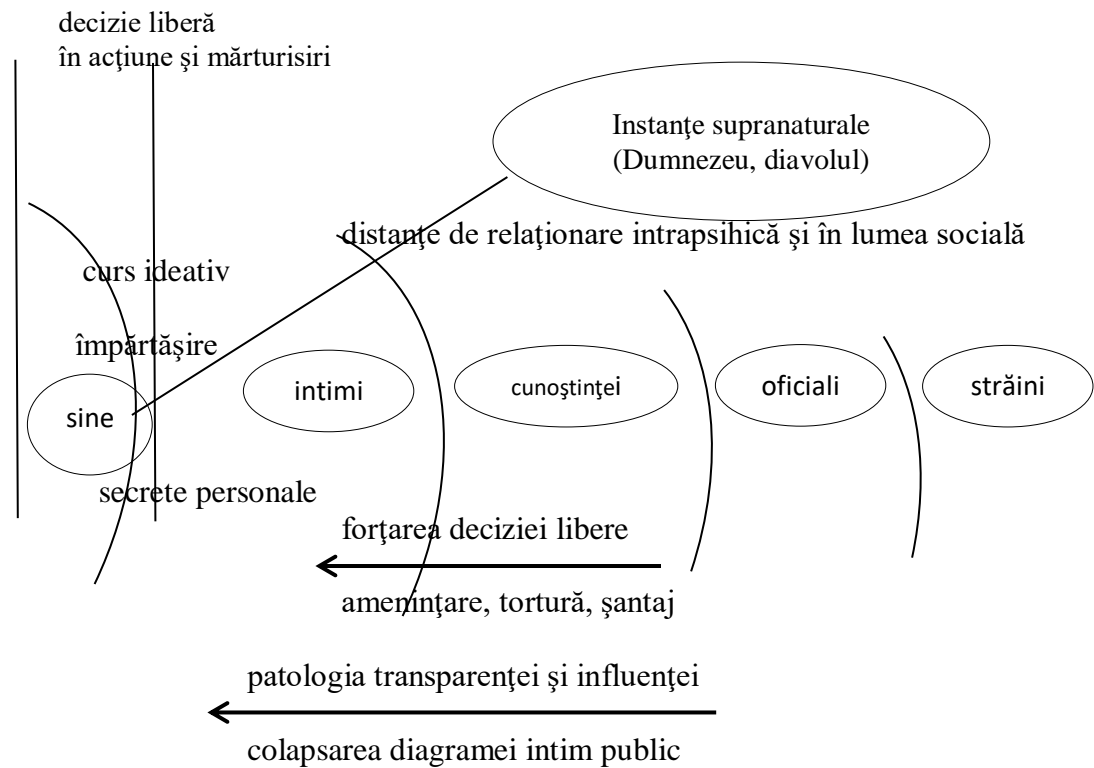 decizie liberă
în acţiune şi mărturisiri
Instanţe supranaturale
(Dumnezeu, diavolul)
distanţe de relaţionare intrapsihică şi în lumea socială
curs ideativ
împărtăşire
sine
intimi
cunoştinţei
oficiali
străini
secrete personale
forţarea deciziei libere
ameninţare, tortură, şantaj
patologia transparenţei şi influenţei
colapsarea diagramei intim public